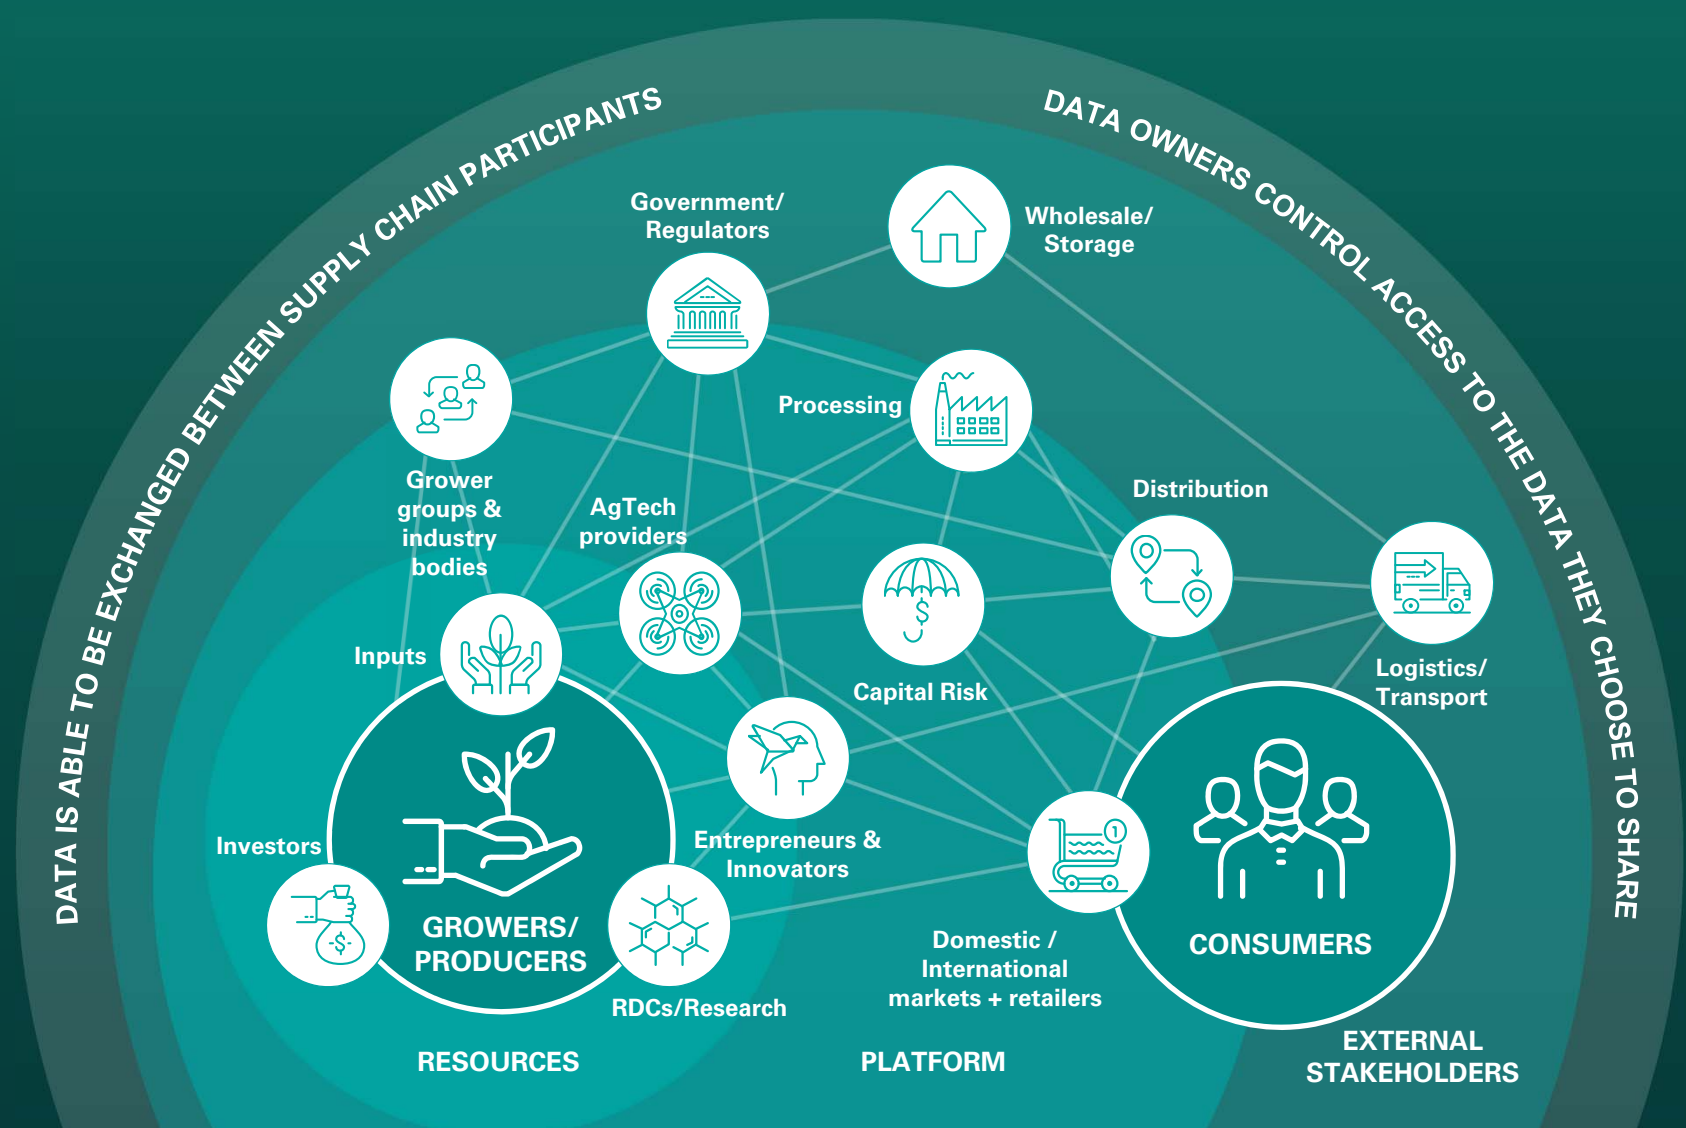 DATA IS ABLE TO BE EXCHANGED BETWEEN SUPPLY CHAIN PARTICIPANTS
DATA OWNERS CONTROL ACCESS TO THE DATA THEY CHOOSE TO SHARE
Government/
Regulators
Wholesale/
Storage
Processing
Grower
groups &
industry
bodies
AgTech
providers
Distribution
Inputs
Capital Risk
Logistics/
Transport
$
Investors
Entrepreneurs &
Innovators
1
$
GROWERS/
PRODUCERS
RDCs/Research
Domestic /
International
markets + retailers
CONSUMERS
RESOURCES
PLATFORM
EXTERNAL
STAKEHOLDERS